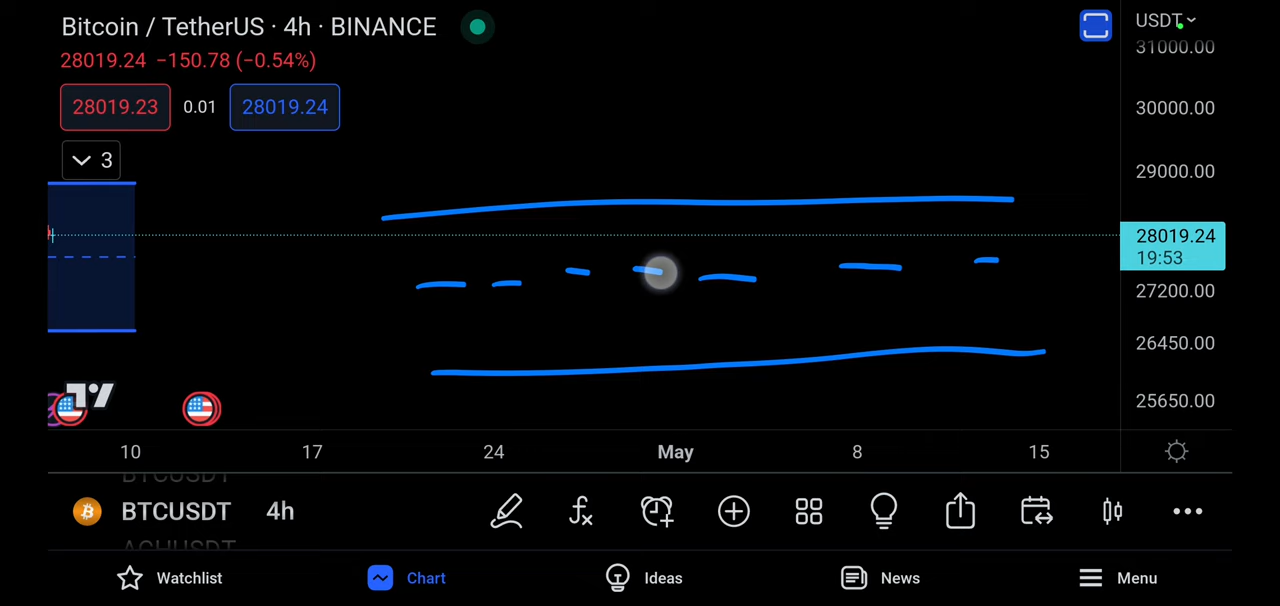 Bitcoin / TetherUS · 4h · BINANCE
USDT
31000.00
28019.24 −150.78 (−0.54%)
28019.23 0.01 28019.24
30000.00
3
29000.00
28019.24
19:53
27200.00
26450.00
25650.00
10 17 24 May 8 15
BTCUSDT
BTCUSDT 4h
ACHUSDT
Watchlist Chart Ideas News Menu